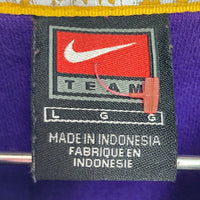 TEAM
L G G
MADE IN INDONESIA
FABRIQUE EN
INDONESIE